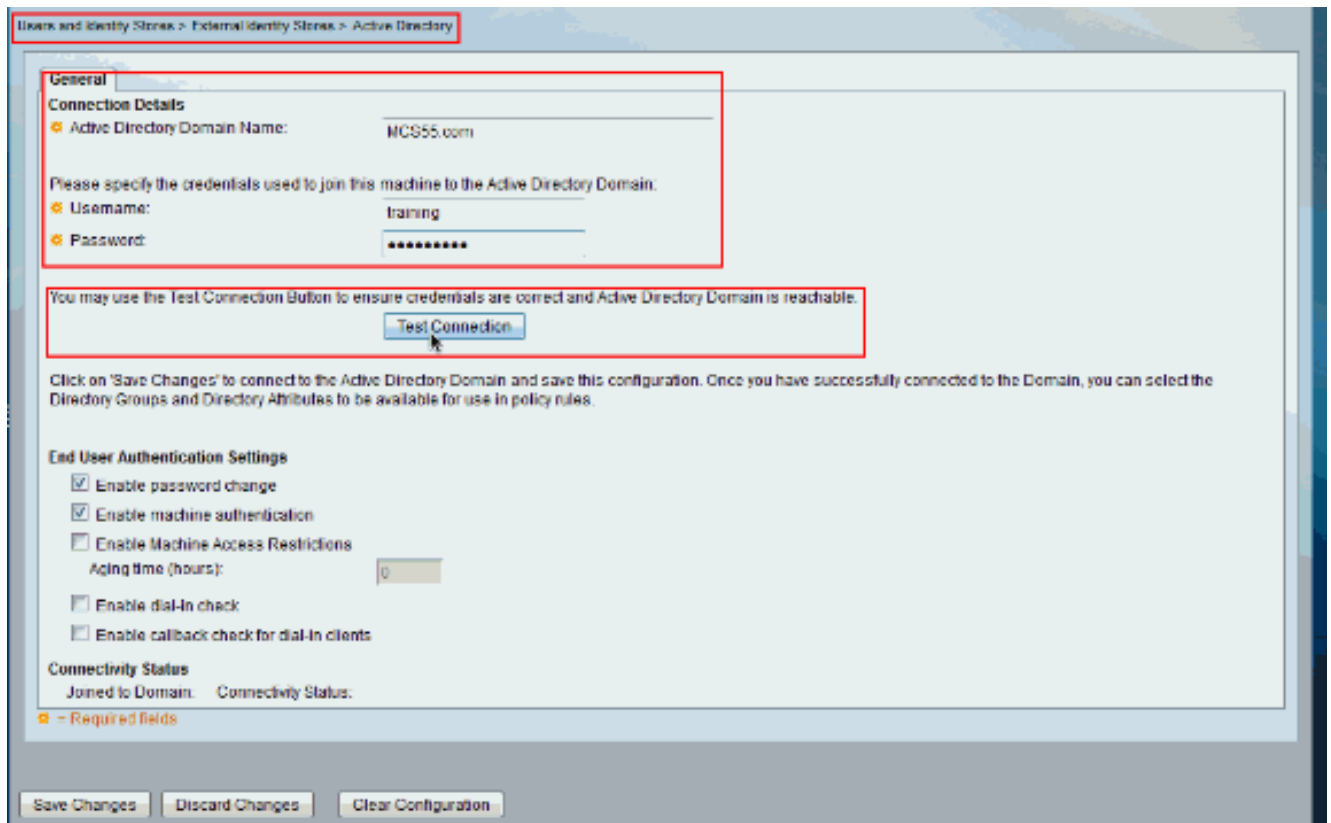 Users and Identity Stores > External Identity Stores > Active Directory
General
Connection Details
Active Directory Domain Name: MCS55.com
Please specify the credentials used to join this machine to the Active Directory Domain:
Username: training
Password: •••••••••
You may use the Test Connection Button to ensure credentials are correct and Active Directory Domain is reachable.
Test Connection
Click on 'Save Changes' to connect to the Active Directory Domain and save this configuration. Once you have successfully connected to the Domain, you can select the
Directory Groups and Directory Attributes to be available for use in policy rules.
End User Authentication Settings
Enable password change
Enable machine authentication
Enable Machine Access Restrictions
Aging time (hours): 0
Enable dial-in check
Enable callback check for dial-in clients
Connectivity Status
Joined to Domain: Connectivity Status:
= Required fields
Save Changes Discard Changes Clear Configuration